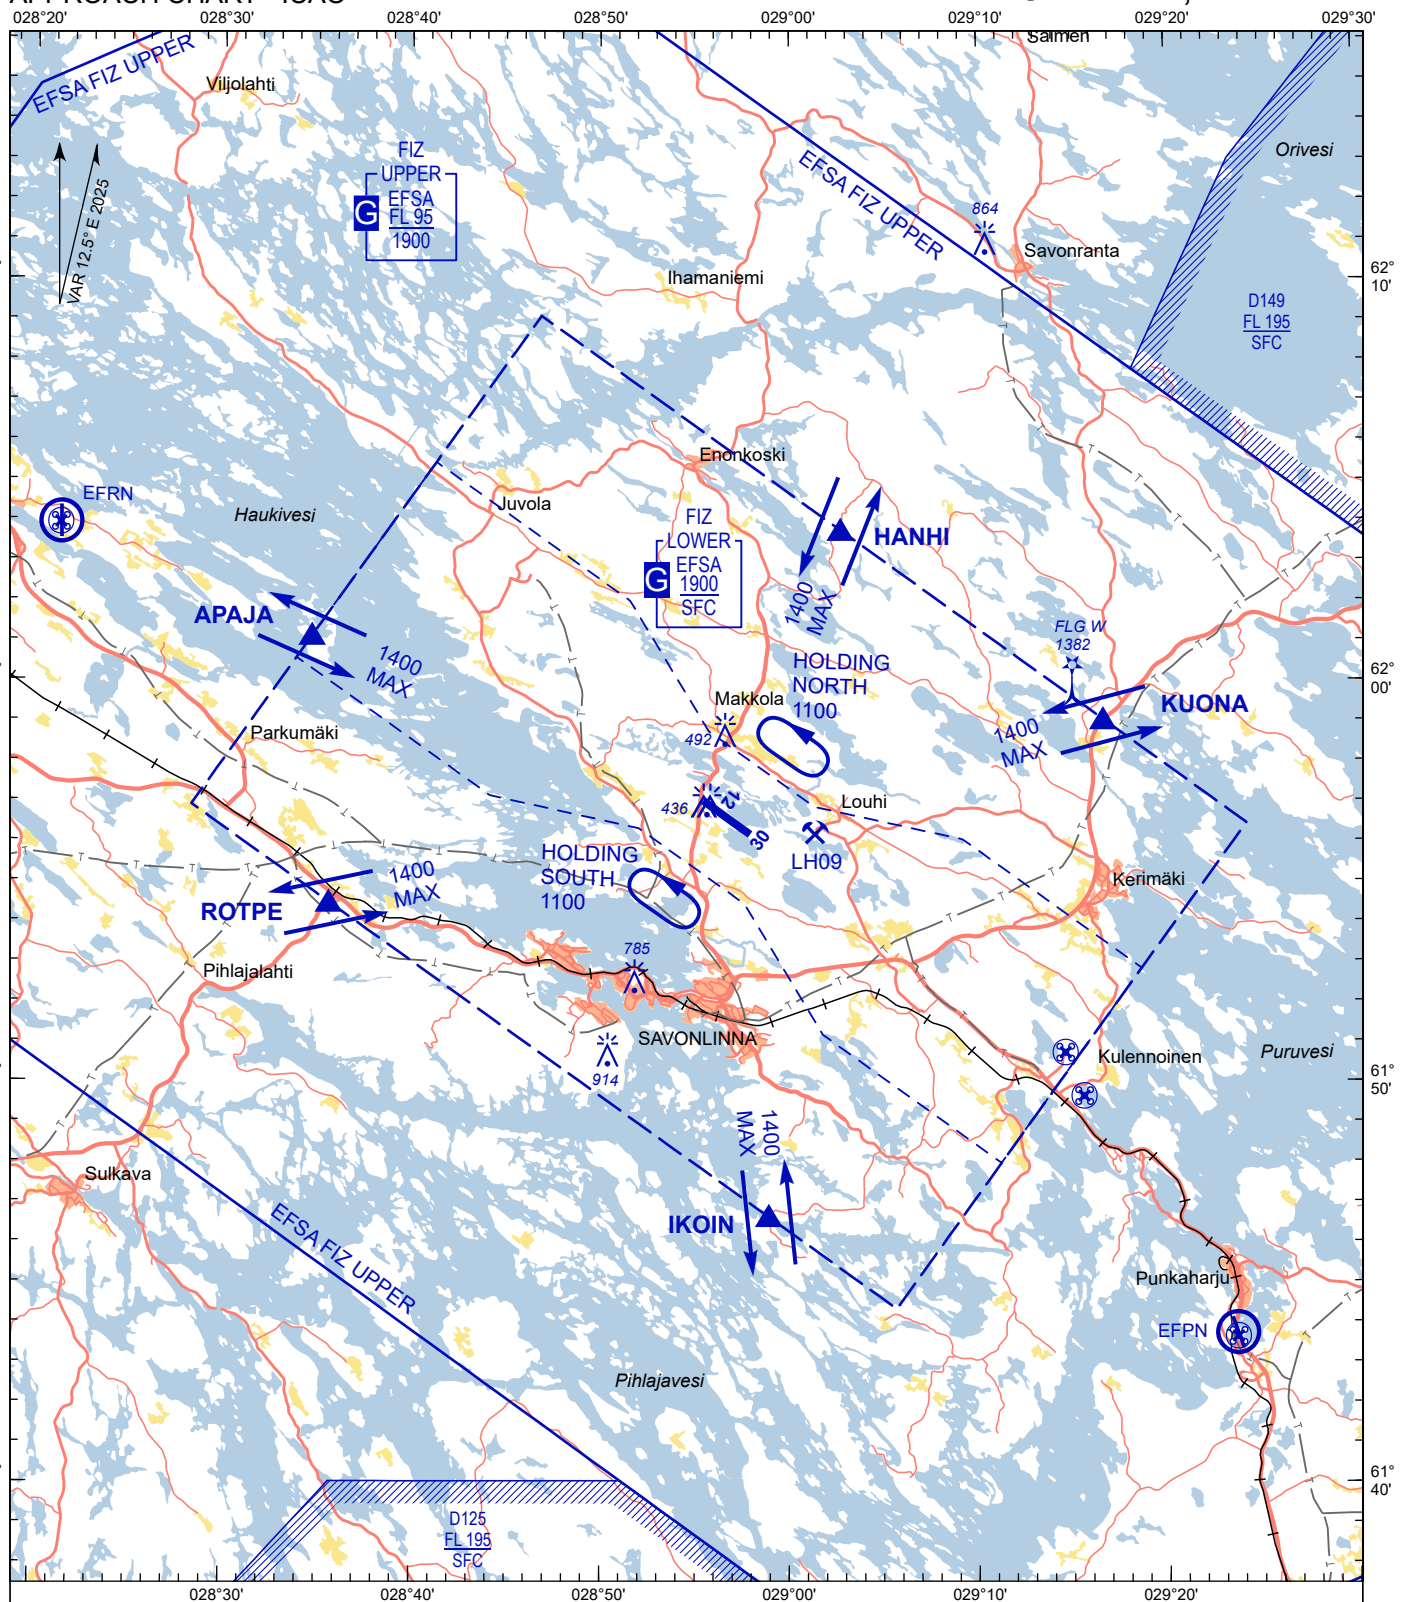 028°20'
028°30'
028°40'
028°50'
029°00'
029°10'
029°20'
029°30'
EFSA FIZ UPPER
Viljolahti
VAR 12.5° E 2025
FIZ
UPPER
G
EFSA
FL 95
1900
EFSA FIZ UPPER
Orivesi
864
Savonranta
Ihamaniemi
62°
10'
D149
FL 195
SFC
Enonkoski
EFRN
Haukivesi
Juvola
FIZ
LOWER
G
EFSA
1900
SFC
HANHI
1400
MAX
APAJA
1400
MAX
FLG W
1382
HOLDING
NORTH
1100
62°
00'
Makkola
KUONA
1400
MAX
Parkumäki
492
436
12
30
Louhi
LH09
HOLDING
SOUTH
1100
Kerimäki
1400
MAX
ROTPE
Pihlajalahti
785
SAVONLINNA
914
Kulennoinen
Puruvesi
61°
50'
1400
MAX
Sulkava
IKOIN
EFSA FIZ UPPER
Punkaharju
EFPN
Pihlajavesi
61°
40'
D125
FL 195
SFC
028°30'
028°40'
028°50'
029°00'
029°10'
029°20'